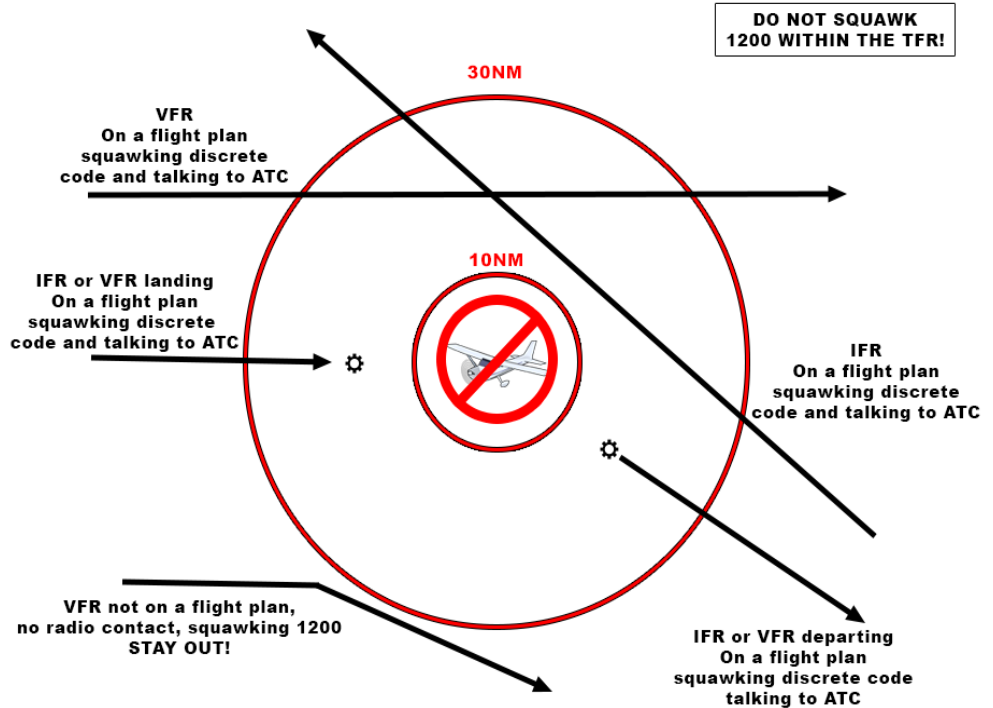 DO NOT SQUAWK
1200 WITHIN THE TFR!
30NM
VFR
On a flight plan
squawking discrete
code and talking to ATC
10NM
IFR or VFR landing
On a flight plan
squawking discrete
code and talking to ATC
IFR
On a flight plan
squawking discrete
code and talking to ATC
VFR not on a flight plan,
no radio contact, squawking 1200
STAY OUT!
IFR or VFR departing
On a flight plan
squawking discrete code
talking to ATC